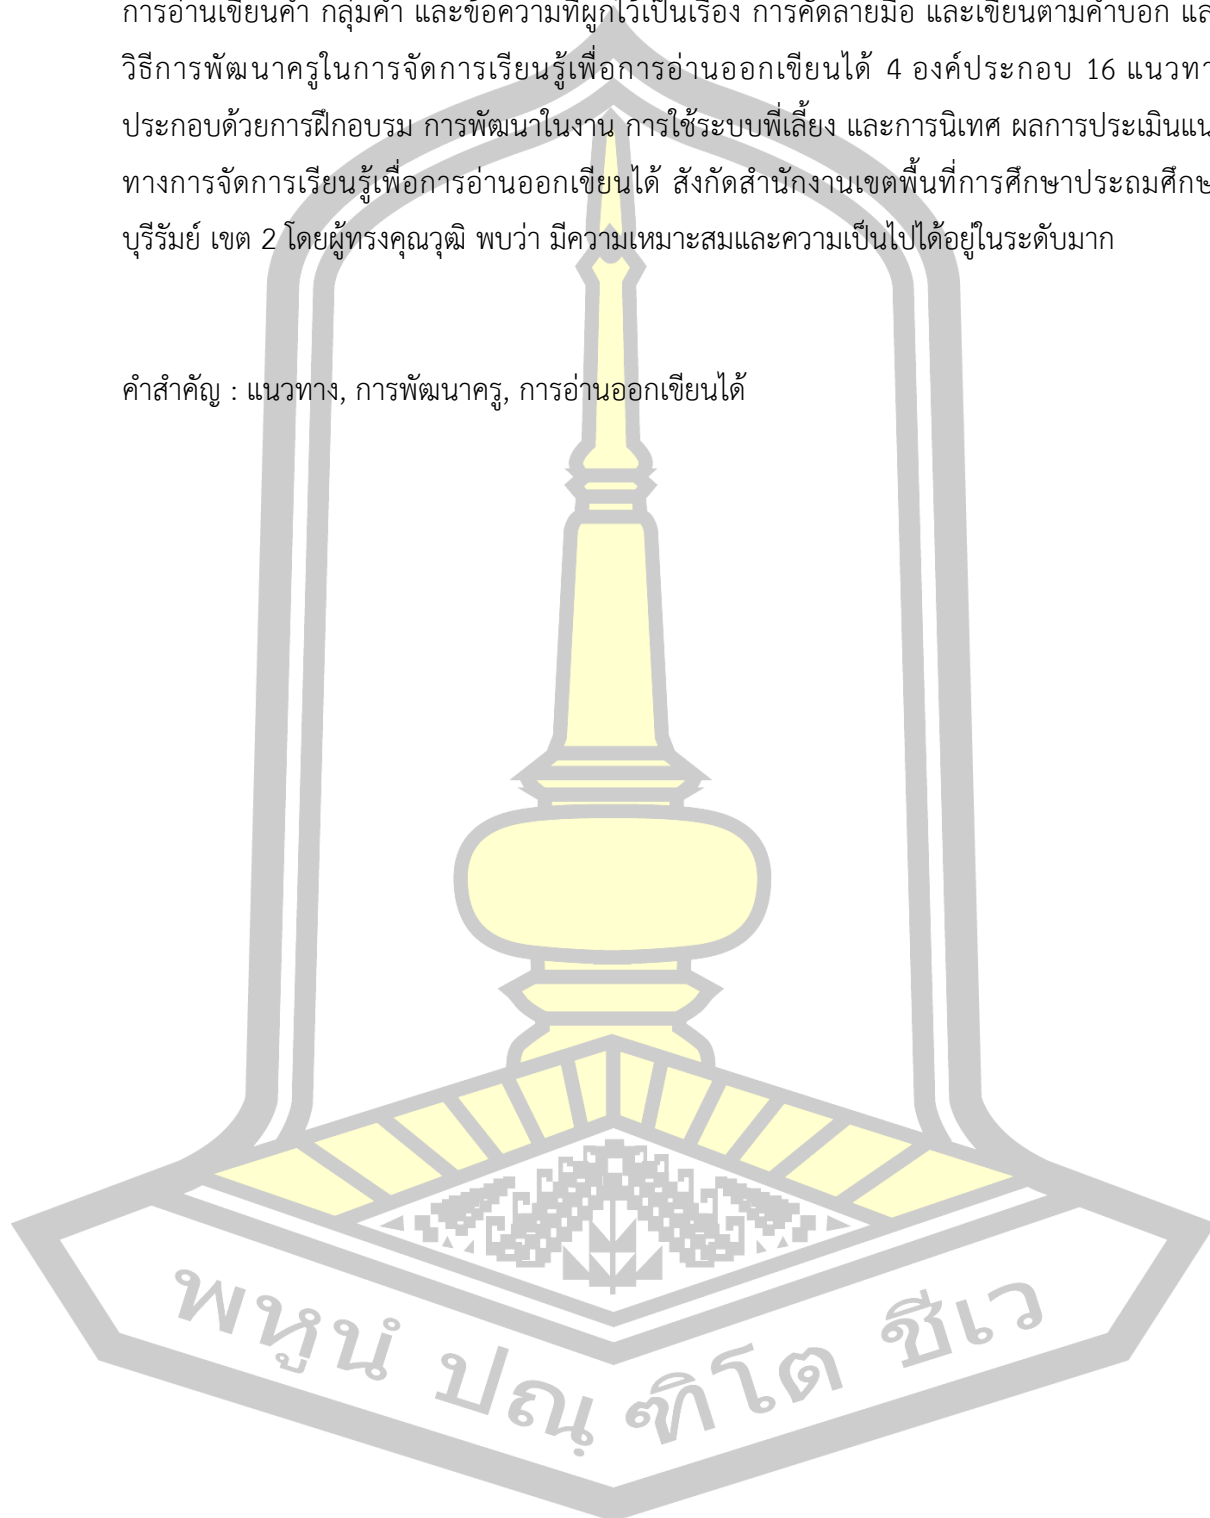 การอ่านเขียนคำ กลุ่มคำ และข้อความที่ผูกไว้เป็นเรื่อง การคัดลายมือ และเขียนตามคำบอก แล
วิธีการพัฒนาครูในการจัดการเรียนรู้เพื่อการอ่านออกเขียนได้ 4 องค์ประกอบ 16 แนวทา
ประกอบด้วยการฝึกอบรม การพัฒนาในงาน การใช้ระบบพี่เลี้ยง และการนิเทศ ผลการประเมินแน
ทางการจัดการเรียนรู้เพื่อการอ่านออกเขียนได้ สังกัดสำนักงานเขตพื้นที่การศึกษาประถมศึกษ
บุรีรัมย์ เขต 2 โดยผู้ทรงคุณวุฒิ พบว่า มีความเหมาะสมและความเป็นไปได้อยู่ในระดับมาก
คำสำคัญ : แนวทาง, การพัฒนาครู, การอ่านออกเขียนได้
พหูนํ ปณฺฑิโต ชีเว